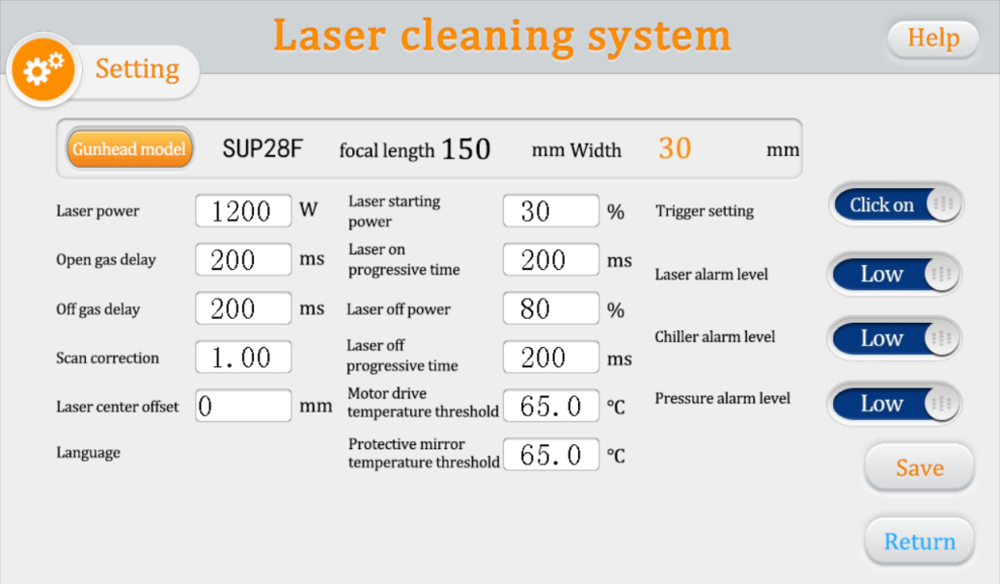 Laser cleaning system
Help
Setting
Gunhead model SUP28F focal length 150 mm Width 30 mm
Laser power 1200 W
Laser starting
power 30 %
Trigger setting Click on
Open gas delay 200 ms
Laser on
progressive time 200 ms
Laser alarm level Low
Off gas delay 200 ms
Laser off power 80 %
Chiller alarm level Low
Scan correction 1.00
Laser off
progressive time 200 ms
Pressure alarm level Low
Laser center offset 0 mm
Motor drive
temperature threshold 65.0 °C
Language
Protective mirror
temperature threshold 65.0 °C
Save
Return